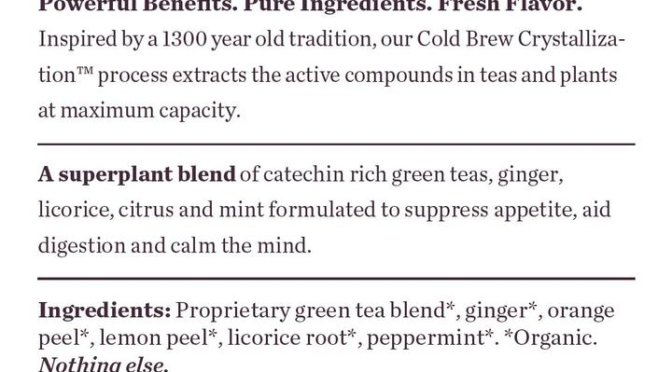 Powerful Benefits. Pure Ingredients. Fresh Flavor.
Inspired by a 1300 year old tradition, our Cold Brew Crystalliza-
tion™ process extracts the active compounds in teas and plants
at maximum capacity.
A superplant blend of catechin rich green teas, ginger,
licorice, citrus and mint formulated to suppress appetite, aid
digestion and calm the mind.
Ingredients: Proprietary green tea blend*, ginger*, orange
peel*, lemon peel*, licorice root*, peppermint*. *Organic.
Nothing else.